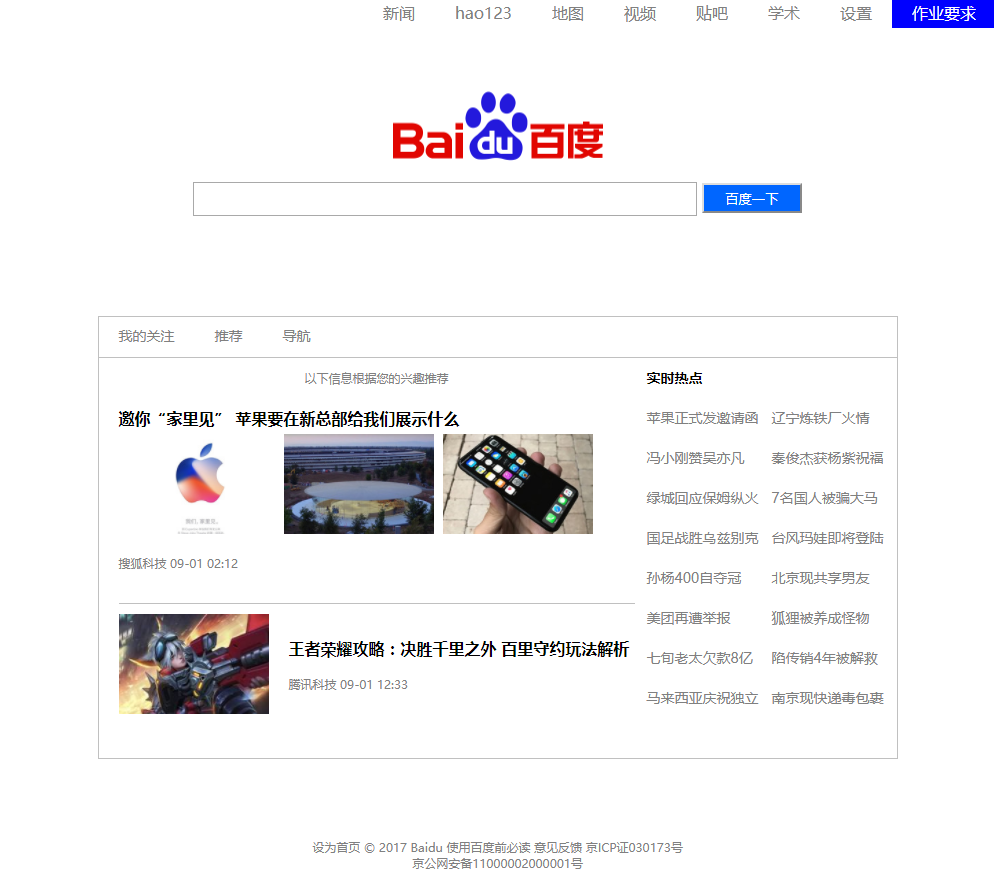 新闻 hao123 地图 视频 贴吧 学术 设置 作业要求
Bai du 百度
百度一下
我的关注 推荐 导航
以下信息根据您的兴趣推荐
邀你“家里见” 苹果要在新总部给我们展示什么
我们，家里见。
搜狐科技 09-01 02:12
王者荣耀攻略：决胜千里之外 百里守约玩法解析
腾讯科技 09-01 12:33
实时热点
苹果正式发邀请函 辽宁炼铁厂火情
冯小刚赞吴亦凡 秦俊杰获杨紫祝福
绿城回应保姆纵火 7名国人被骗大马
国足战胜乌兹别克 台风玛娃即将登陆
孙杨400自夺冠 北京现共享男友
美团再遭举报 狐狸被养成怪物
七旬老太欠款8亿 陷传销4年被解救
马来西亚庆祝独立 南京现快递毒包裹
设为首页 © 2017 Baidu 使用百度前必读 意见反馈 京ICP证030173号
京公网安备11000002000001号